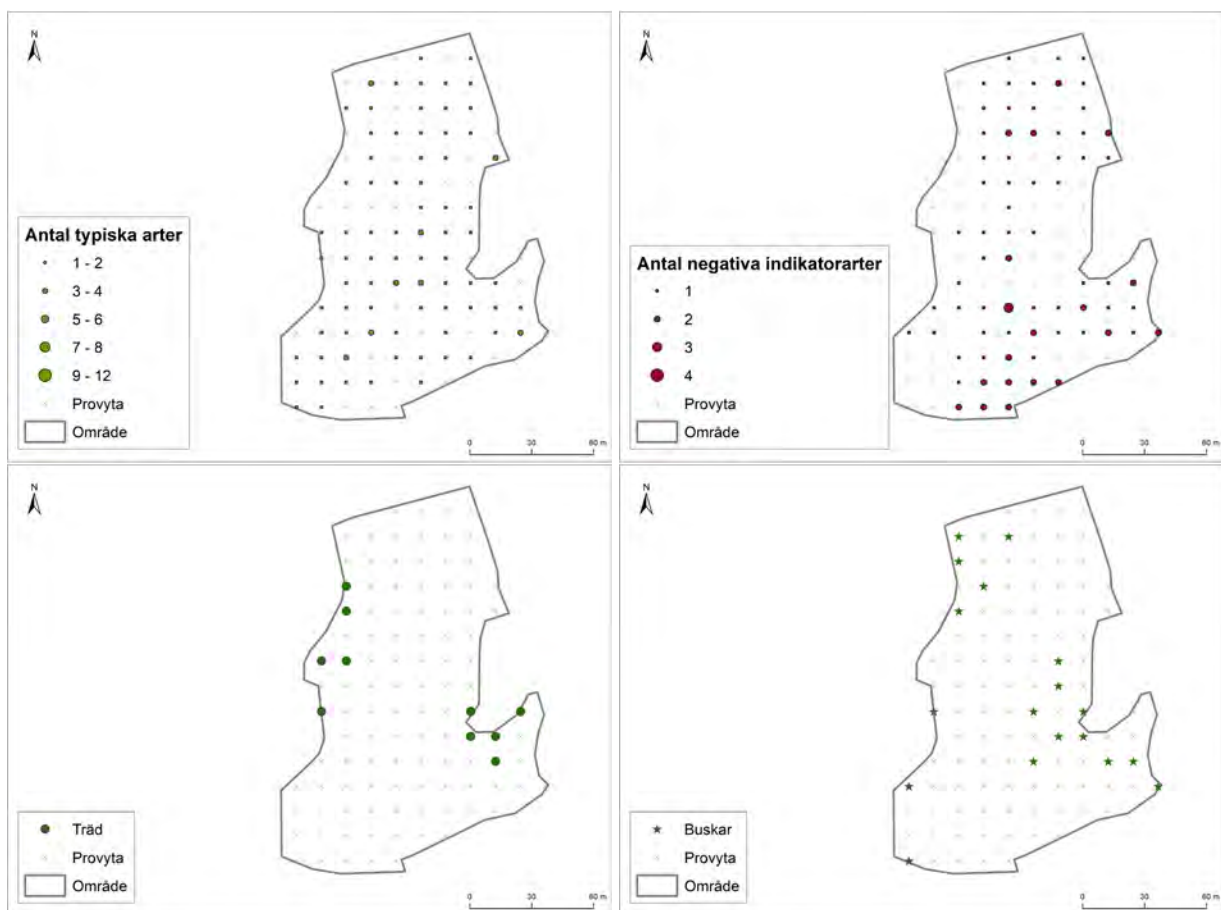 N
Antal typiska arter
1 - 2
3 - 4
5 - 6
7 - 8
9 - 12
Provyta
Område
0 30 60 m
N
Antal negativa indikatorarter
1
2
3
4
Provyta
Område
0 30 60 m
N
Träd
Provyta
Område
0 30 60 m
N
Buskar
Provyta
Område
0 30 60 m